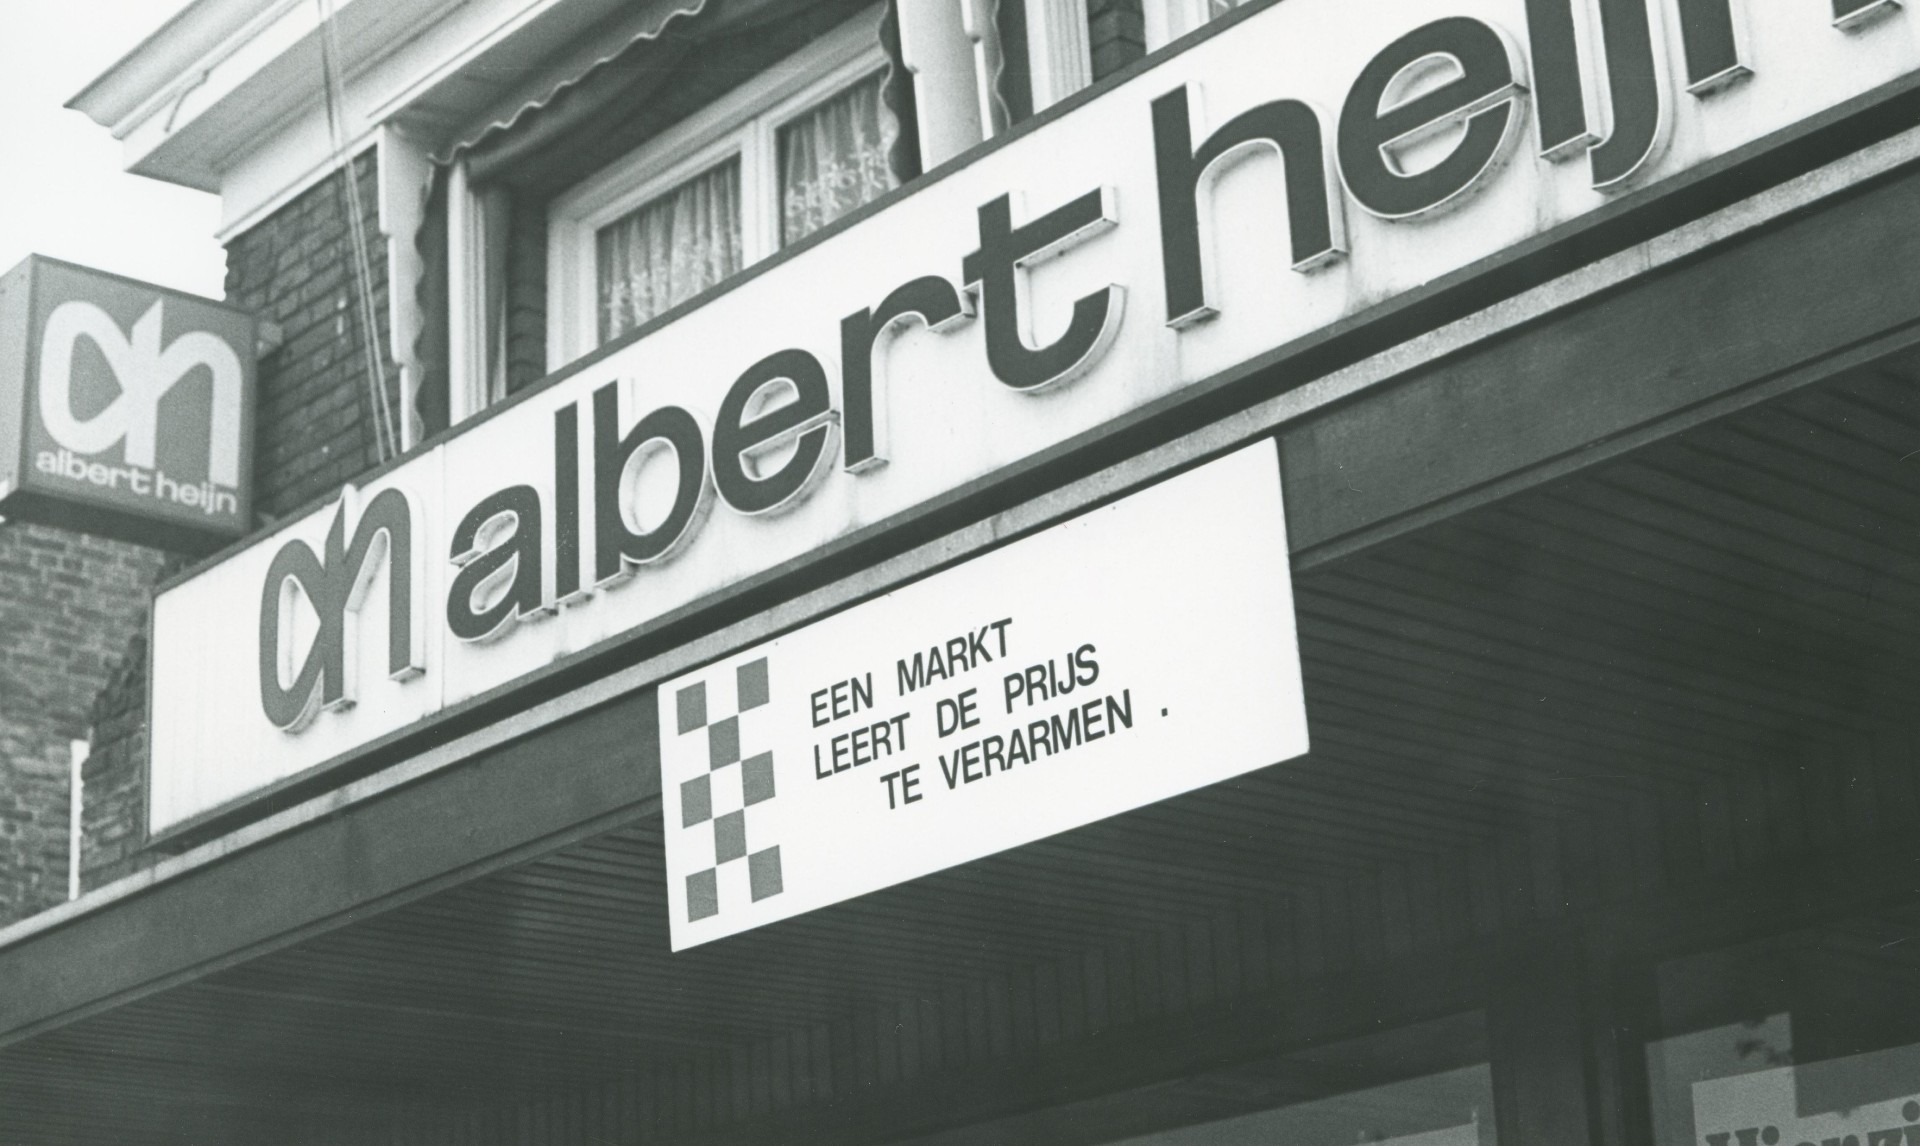 ah albert heijn
ah
albert heijn
EEN MARKT
LEERT DE PRIJS
TE VERARMEN .